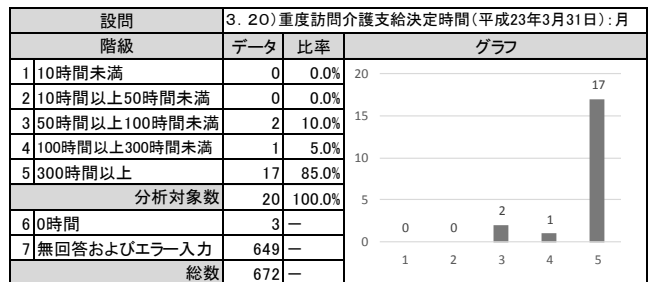 設問 3．20）重度訪問介護支給決定時間（平成23年3月31日）：月
階級 データ 比率 グラフ
1 10時間未満 0 0.0%
2 10時間以上50時間未満 0 0.0%
3 50時間以上100時間未満 2 10.0%
4 100時間以上300時間未満 1 5.0%
5 300時間以上 17 85.0%
分析対象数 20 100.0%
6 0時間 3 －
7 無回答およびエラー入力 649 －
総数 672 －
20
15
10
5
0
0 0 2 1 17
1 2 3 4 5